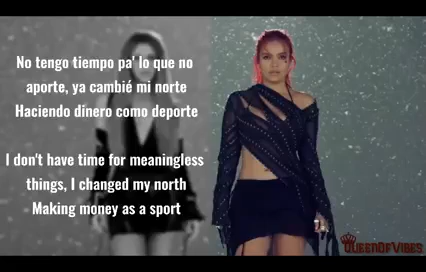 No tengo tiempo pa' lo que no
aporte, ya cambié mi norte
Haciendo dinero como deporte
I don't have time for meaningless
things, I changed my north
Making money as a sport
QUEENOFVIBES